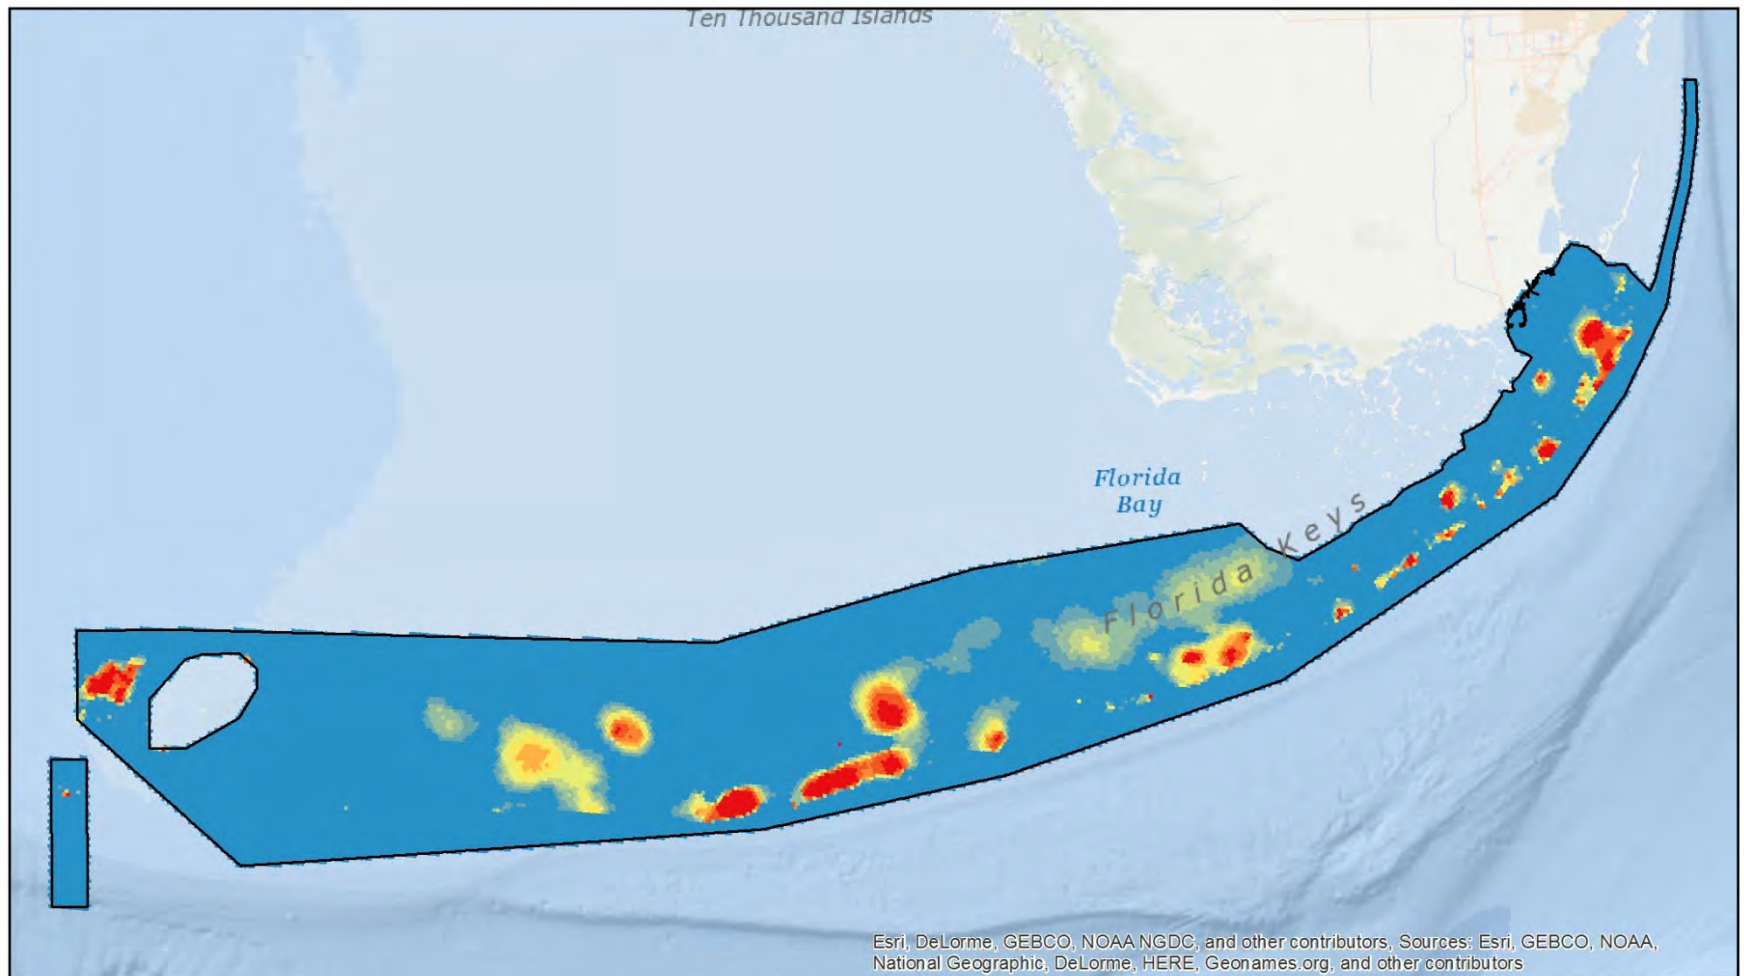 Ten Thousand Islands
Florida
Bay
Florida Keys
Esri, DeLorme, GEBCO, NOAA NGDC, and other contributors, Sources: Esri, GEBCO, NOAA,
National Geographic, DeLorme, HERE, Geonames.org, and other contributors